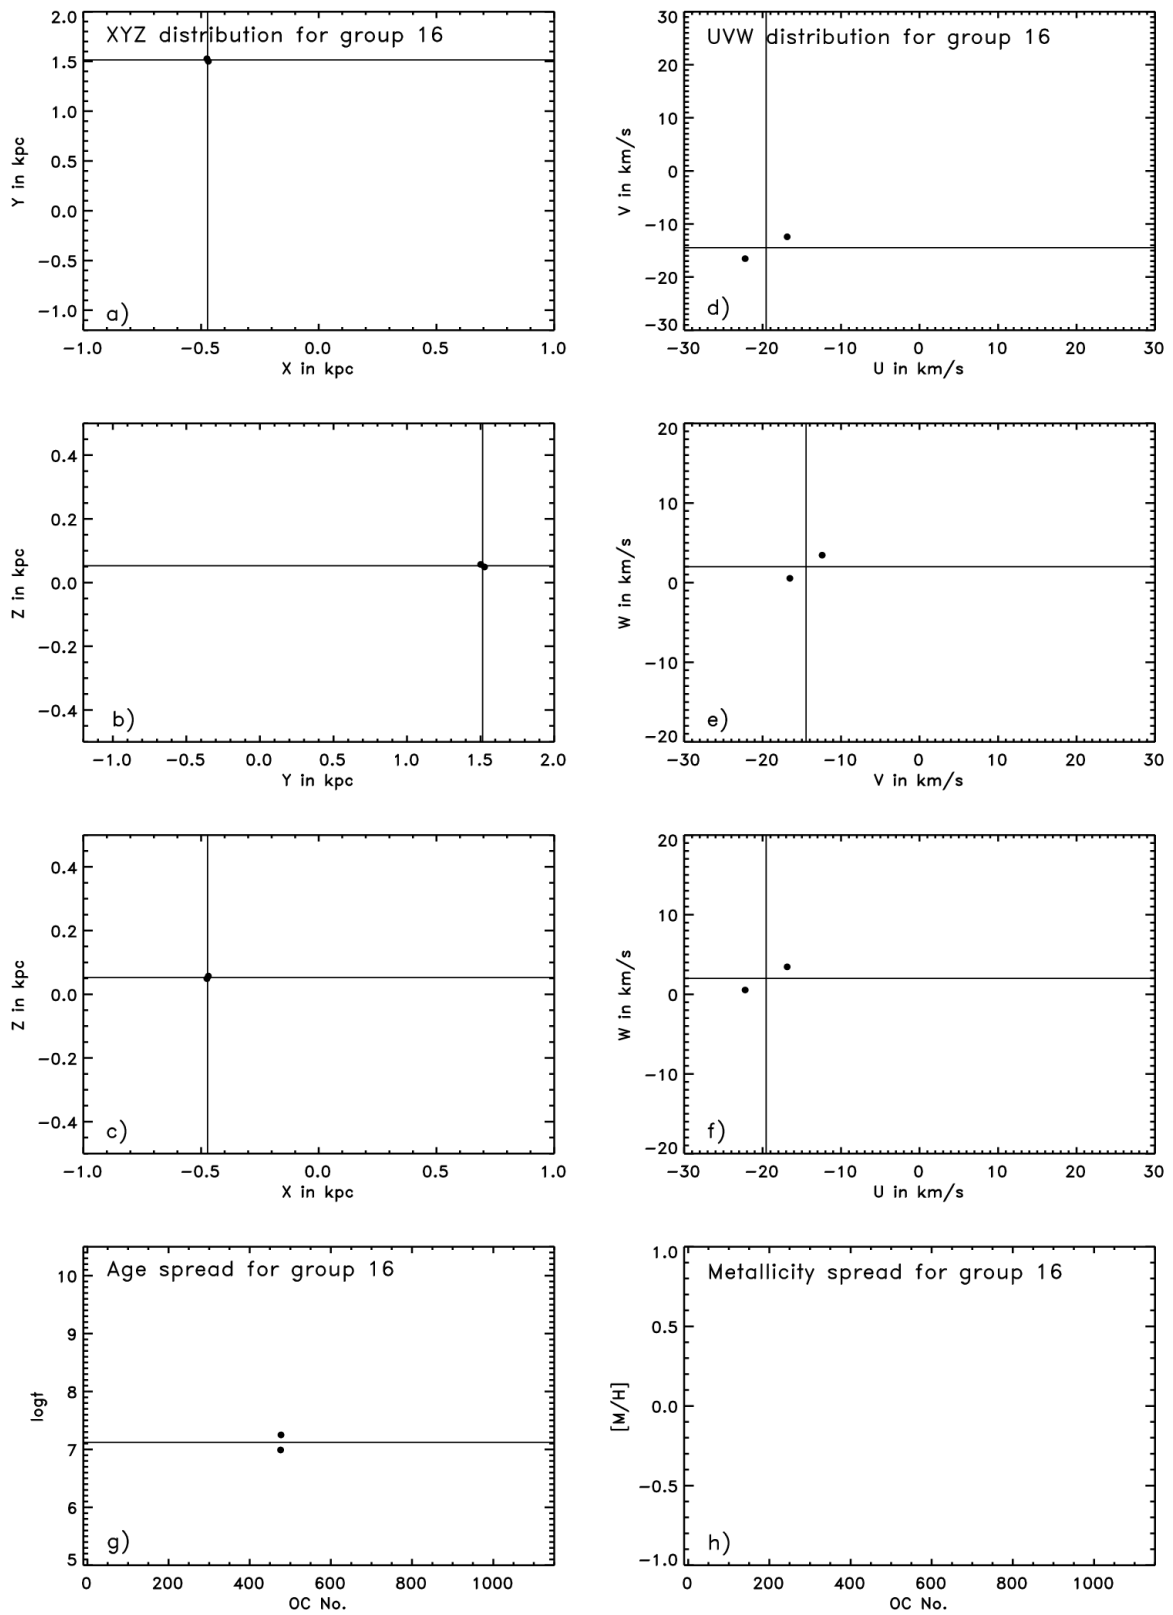 XYZ distribution for group 16
2.0
1.5
1.0
0.5
0.0
−0.5
−1.0
Y in kpc
a)
−1.0 −0.5 0.0 0.5 1.0
X in kpc
UVW distribution for group 16
30
20
10
0
−10
−20
−30
V in km/s
d)
−30 −20 −10 0 10 20 30
U in km/s
0.4
0.2
0.0
−0.2
−0.4
Z in kpc
b)
−1.0 −0.5 0.0 0.5 1.0 1.5 2.0
Y in kpc
20
10
0
−10
−20
W in km/s
e)
−30 −20 −10 0 10 20 30
V in km/s
0.4
0.2
0.0
−0.2
−0.4
Z in kpc
c)
−1.0 −0.5 0.0 0.5 1.0
X in kpc
20
10
0
−10
−20
W in km/s
f)
−30 −20 −10 0 10 20 30
U in km/s
Age spread for group 16
10
9
8
7
6
5
logt
g)
0 200 400 600 800 1000
OC No.
Metallicity spread for group 16
1.0
0.5
0.0
−0.5
−1.0
[M/H]
h)
0 200 400 600 800 1000
OC No.